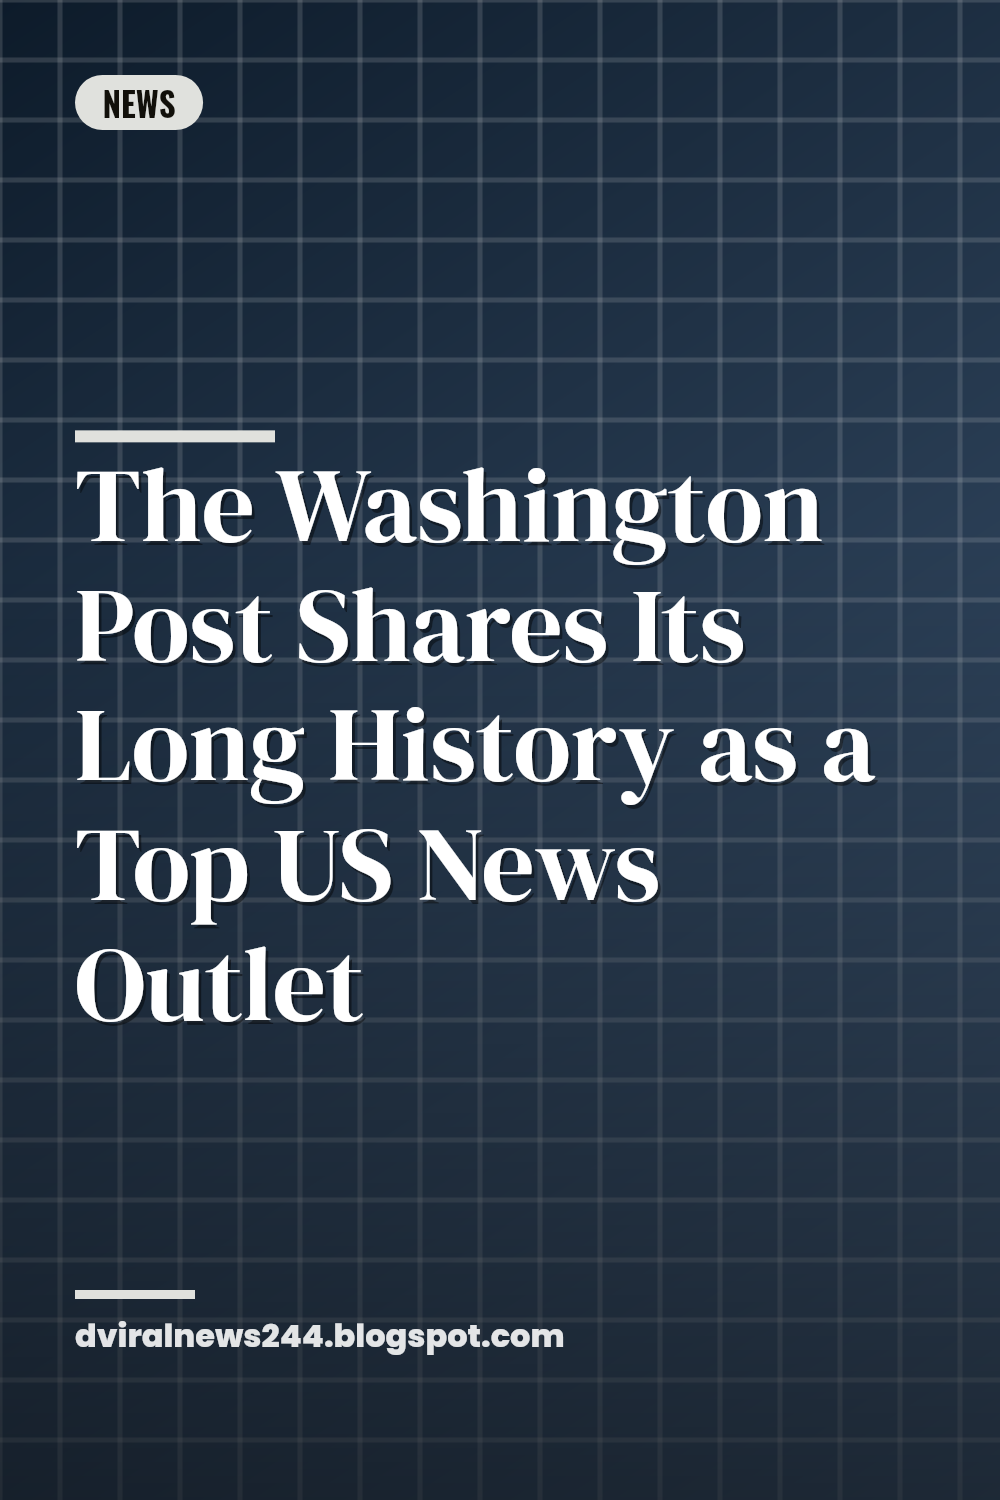 NEWS
The Washington
Post Shares Its
Long History as a
Top US News
Outlet
dviralnews244.blogspot.com